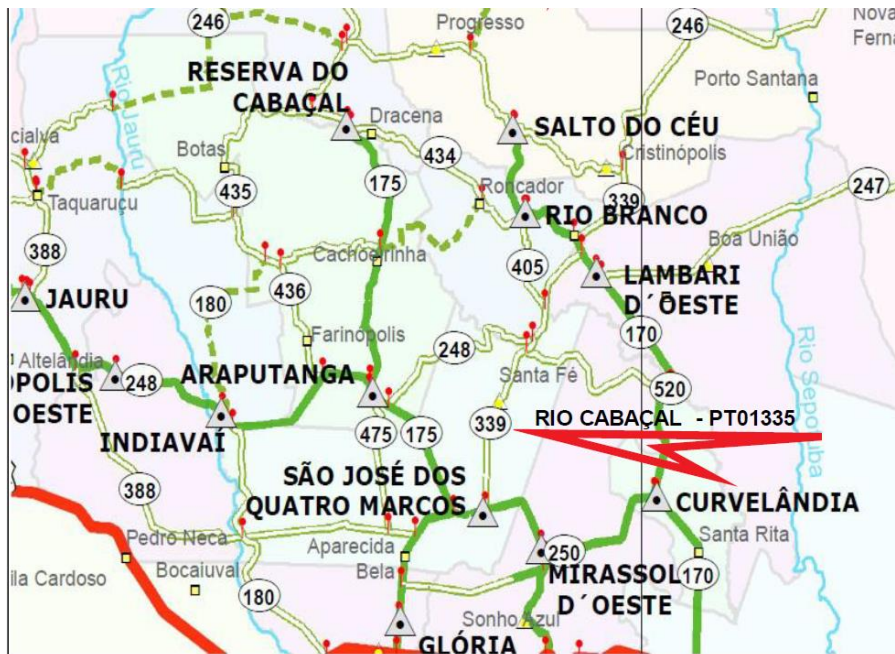 246
Progresso
246
Nova
Ferna
RESERVA DO
CABAÇAL
Porto Santana
Rio Jauru
Dracena
SALTO DO CÉU
cialva
Botas
434
Cristinópolis
175
Roncador
339
247
435
Taquaruçu
RIO BRANCO
388
Cachoeirinha
405
Boa União
LAMBARI
D´OESTE
JAURU
180
436
170
Farinópolis
248
Rio Sepotuba
Altelândia
ARAPUTANGA
Santa Fé
520
248
ÓPOLIS
OESTE
RIO CABAÇAL - PT01335
INDIAVAÍ
475
175
339
SÃO JOSÉ DOS
QUATRO MARCOS
388
CURVELÂNDIA
Pedro Neca
Aparecida
Bela
250
Santa Rita
ila Cardoso
Bocaiuval
180
MIRASSOL
D´OESTE
170
Sonho Azul
GLÓRIA